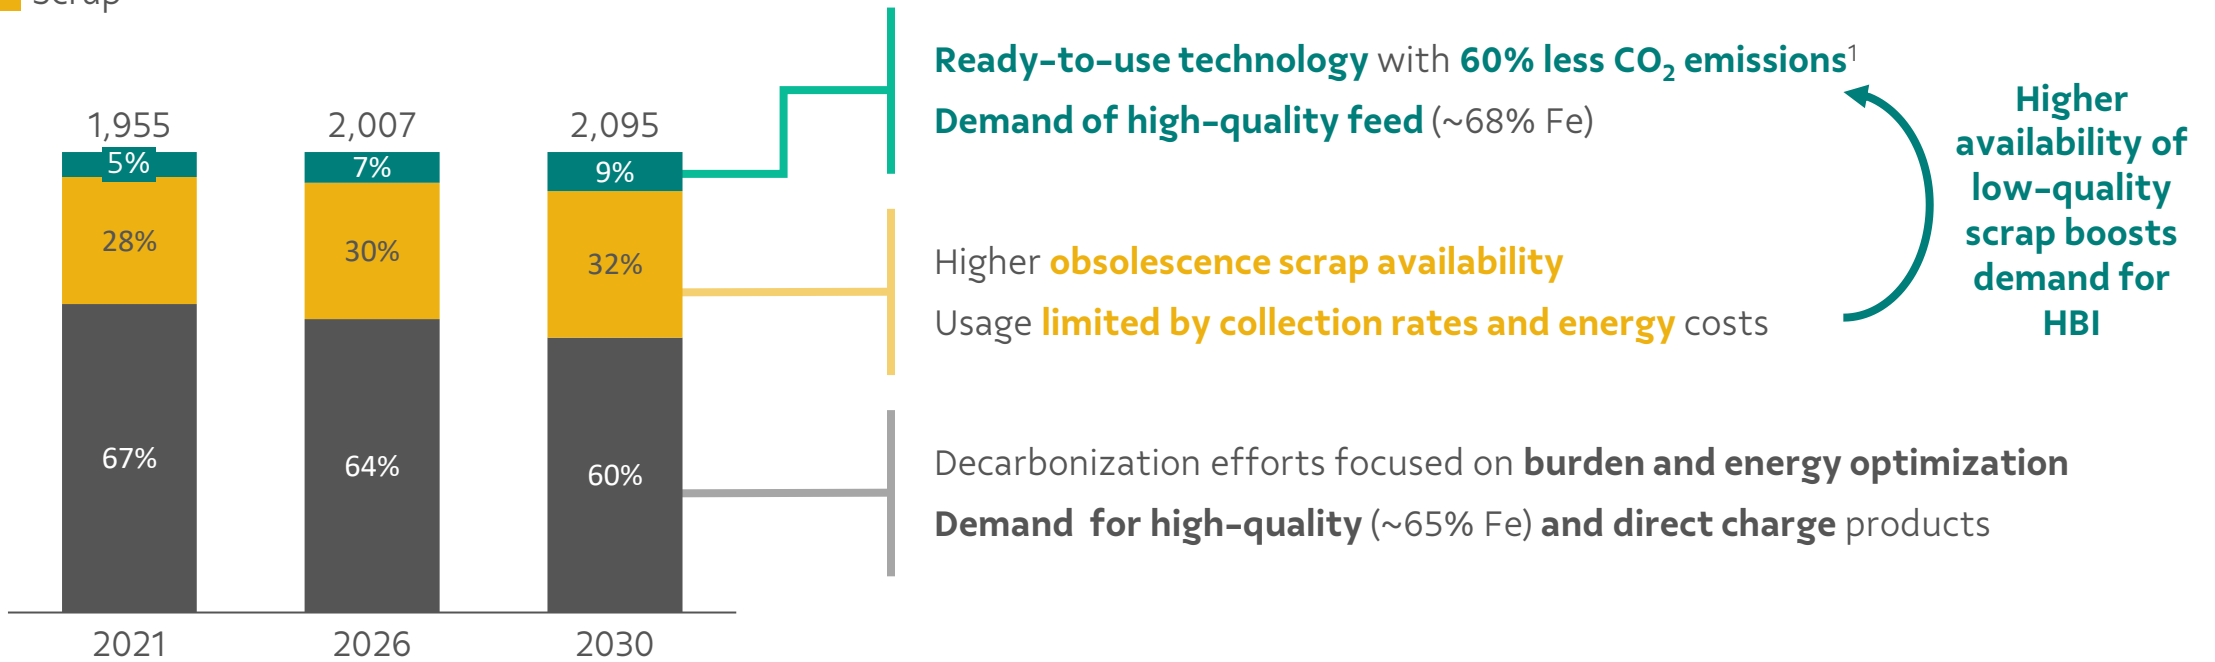 Scrap
1,955
2,007
2,095
5%
7%
9%
28%
30%
32%
67%
64%
60%
2021
2026
2030
Ready-to-use technology with 60% less CO₂ emissions¹
Demand of high-quality feed (~68% Fe)
Higher obsolescence scrap availability
Usage limited by collection rates and energy costs
Decarbonization efforts focused on burden and energy optimization
Demand for high-quality (~65% Fe) and direct charge products
Higher
availability of
low-quality
scrap boosts
demand for
HBI